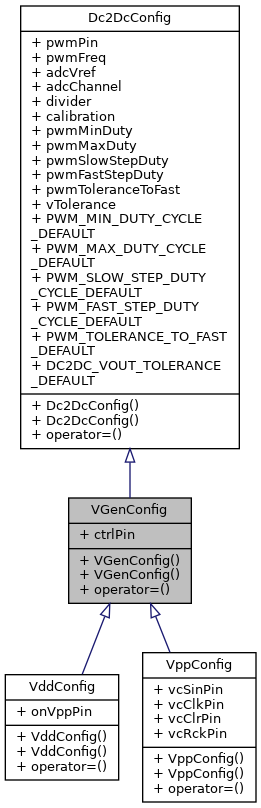 Dc2DcConfig
+ pwmPin
+ pwmFreq
+ adcVref
+ adcChannel
+ divider
+ calibration
+ pwmMinDuty
+ pwmMaxDuty
+ pwmSlowStepDuty
+ pwmFastStepDuty
+ pwmToleranceToFast
+ vTolerance
+ PWM_MIN_DUTY_CYCLE
_DEFAULT
+ PWM_MAX_DUTY_CYCLE
_DEFAULT
+ PWM_SLOW_STEP_DUTY
_CYCLE_DEFAULT
+ PWM_FAST_STEP_DUTY
_CYCLE_DEFAULT
+ PWM_TOLERANCE_TO_FAST
_DEFAULT
+ DC2DC_VOUT_TOLERANCE
_DEFAULT
+ Dc2DcConfig()
+ Dc2DcConfig()
+ operator=()
VGenConfig
+ ctrlPin
+ VGenConfig()
+ VGenConfig()
+ operator=()
VddConfig
+ onVppPin
+ VddConfig()
+ VddConfig()
+ operator=()
VppConfig
+ vcSinPin
+ vcClkPin
+ vcClrPin
+ vcRckPin
+ VppConfig()
+ VppConfig()
+ operator=()